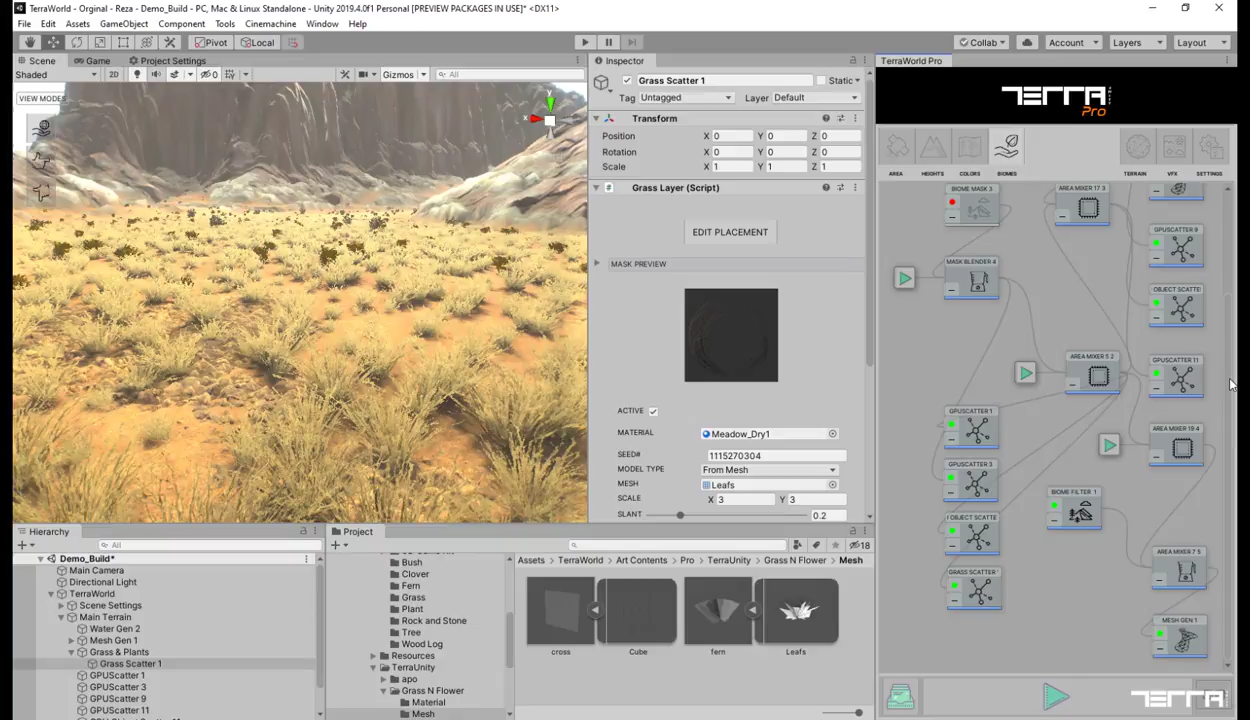 TerraWorld - Orginal - Reza - Demo_Build - PC, Mac & Linux Standalone - Unity 2019.4.0f1 Personal [PREVIEW PACKAGES IN USE]* <DX11>
File Edit Assets GameObject Component Tools Cinemachine Window Help
Pivot Local Collab Account Layers Layout
Scene Game Project Settings
Shaded 2D 0 Gizmos All
VIEW MODES
y
x
Inspector
Grass Scatter 1 Static
Tag Untagged Layer Default
Transform
Position X 0 Y 0 Z 0
Rotation X 0 Y 0 Z 0
Scale X 1 Y 1 Z 1
# Grass Layer (Script)
EDIT PLACEMENT
MASK PREVIEW
ACTIVE
MATERIAL Meadow_Dry1
SEED# 1115270304
MODEL TYPE From Mesh
MESH Leafs
SCALE X 3 Y 3
SLANT 0.2
TerraWorld Pro
TERRA
Pro
AREA HEIGHTS COLORS BIOMES TERRAIN VFX SETTINGS
BIOME MASK 3
AREA MIXER 17 3
GPUSCATTER 9
MASK BLENDER 4
OBJECT SCATTE
AREA MIXER 5 2
GPUSCATTER 11
GPUSCATTER 1
AREA MIXER 19 4
GPUSCATTER 3
BIOME FILTER 1
OBJECT SCATTE
AREA MIXER 7 5
GRASS SCATTER
MESH GEN 1
TERRA
Hierarchy
All
Demo_Build*
Main Camera
Directional Light
TerraWorld
Scene Settings
Main Terrain
Water Gen 2
Mesh Gen 1
Grass & Plants
Grass Scatter 1
GPUScatter 1
GPUScatter 3
GPUScatter 9
GPUScatter 11
Project
18
Bush
Clover
Fern
Grass
Plant
Rock and Stone
Tree
Wood Log
Resources
TerraUnity
apo
Grass N Flower
Material
Mesh
Assets TerraWorld Art Contents Pro TerraUnity Grass N Flower Mesh
cross Cube fern Leafs